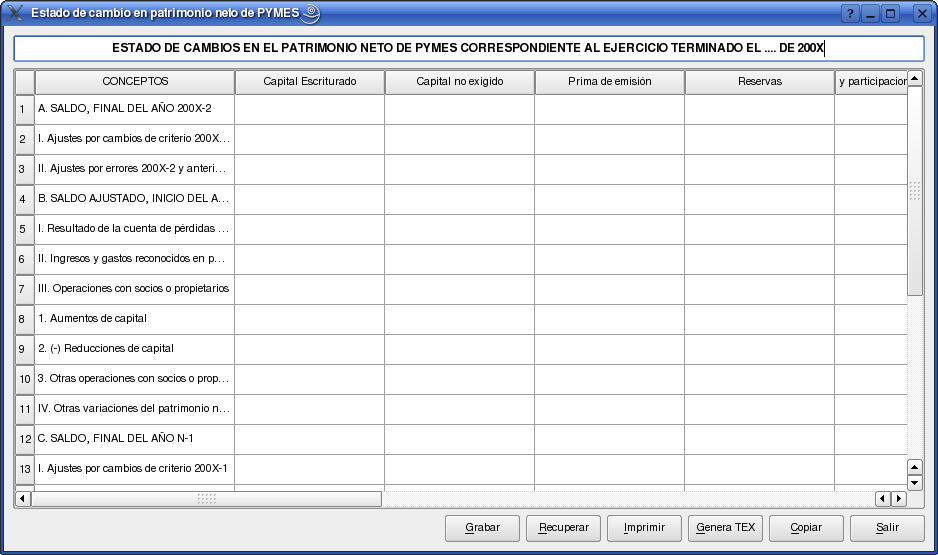 Estado de cambio en patrimonio neto de PYMES
ESTADO DE CAMBIOS EN EL PATRIMONIO NETO DE PYMES CORRESPONDIENTE AL EJERCICIO TERMINADO EL .... DE 200X
CONCEPTOS Capital Escriturado Capital no exigido Prima de emisión Reservas y participacion
1 A. SALDO, FINAL DEL AÑO 200X-2
2 I. Ajustes por cambios de criterio 200X...
3 II. Ajustes por errores 200X-2 y anteri...
4 B. SALDO AJUSTADO, INICIO DEL A...
5 I. Resultado de la cuenta de pérdidas ...
6 II. Ingresos y gastos reconocidos en p...
7 III. Operaciones con socios o propietarios
8 1. Aumentos de capital
9 2. (-) Reducciones de capital
10 3. Otras operaciones con socios o prop...
11 IV. Otras variaciones del patrimonio n...
12 C. SALDO, FINAL DEL AÑO N-1
13 I. Ajustes por cambios de criterio 200X-1
Grabar Recuperar Imprimir Genera TEX Copiar Salir